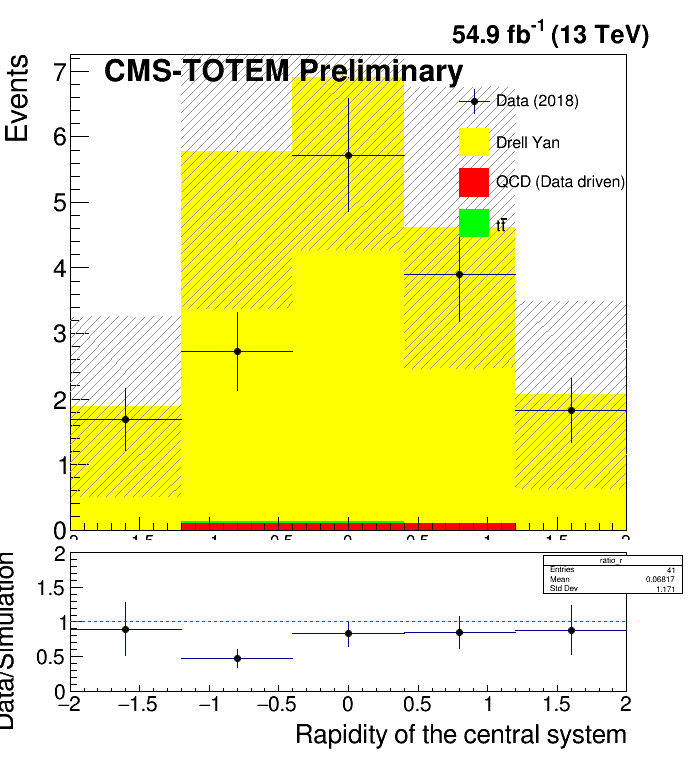 54.9 fb-1 (13 TeV)
CMS-TOTEM Preliminary
Events
7
6
5
4
3
2
1
0
Data (2018)
Drell Yan
QCD (Data driven)
tt̄
Data/Simulation
2
1.5
1
0.5
0
ratio_r
Entries 41
Mean 0.06817
Std Dev 1.171
−2 −1.5 −1 −0.5 0 0.5 1 1.5 2
Rapidity of the central system